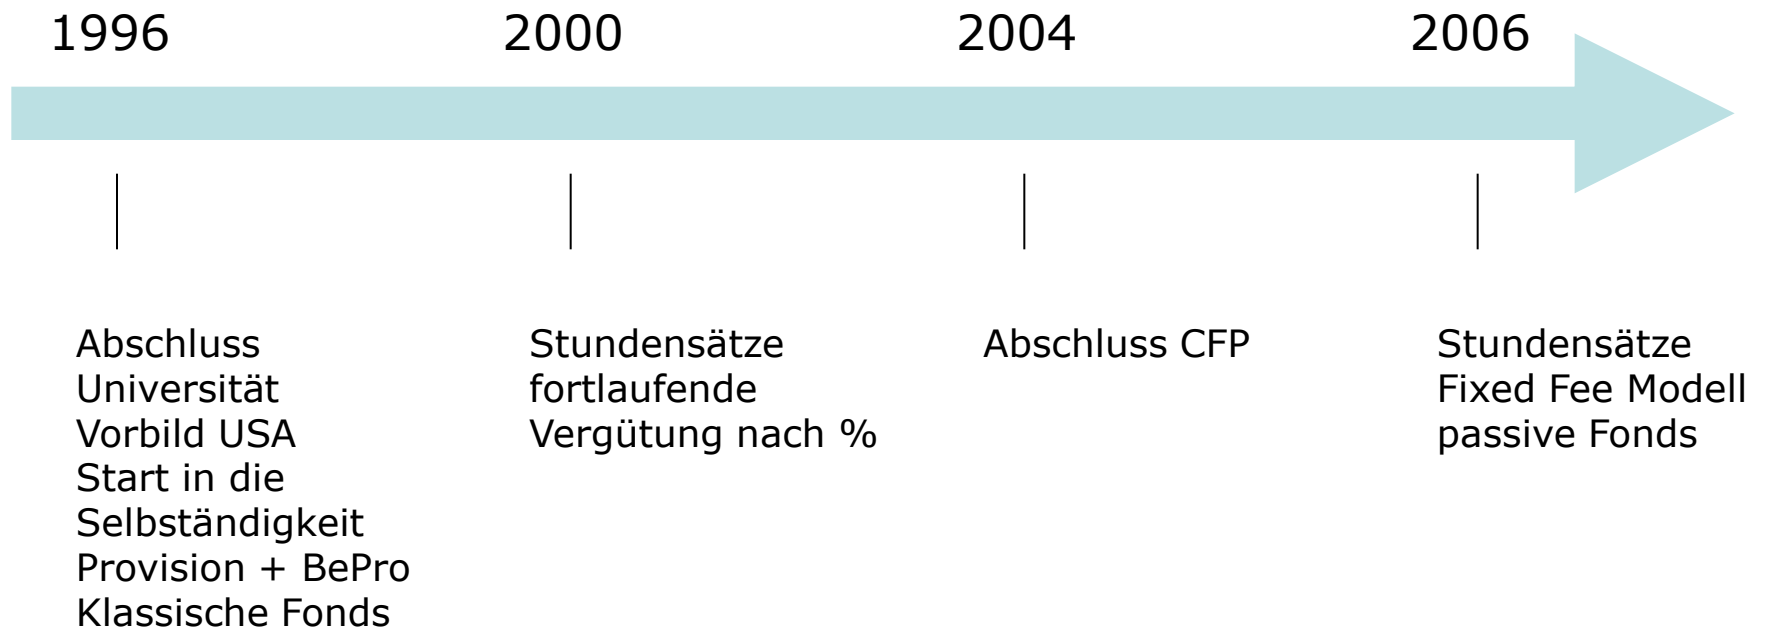 1996
2000
2004
2006
Abschluss
Universität
Vorbild USA
Start in die
Selbständigkeit
Provision + BePro
Klassische Fonds
Stundensätze
fortlaufende
Vergütung nach %
Abschluss CFP
Stundensätze
Fixed Fee Modell
passive Fonds